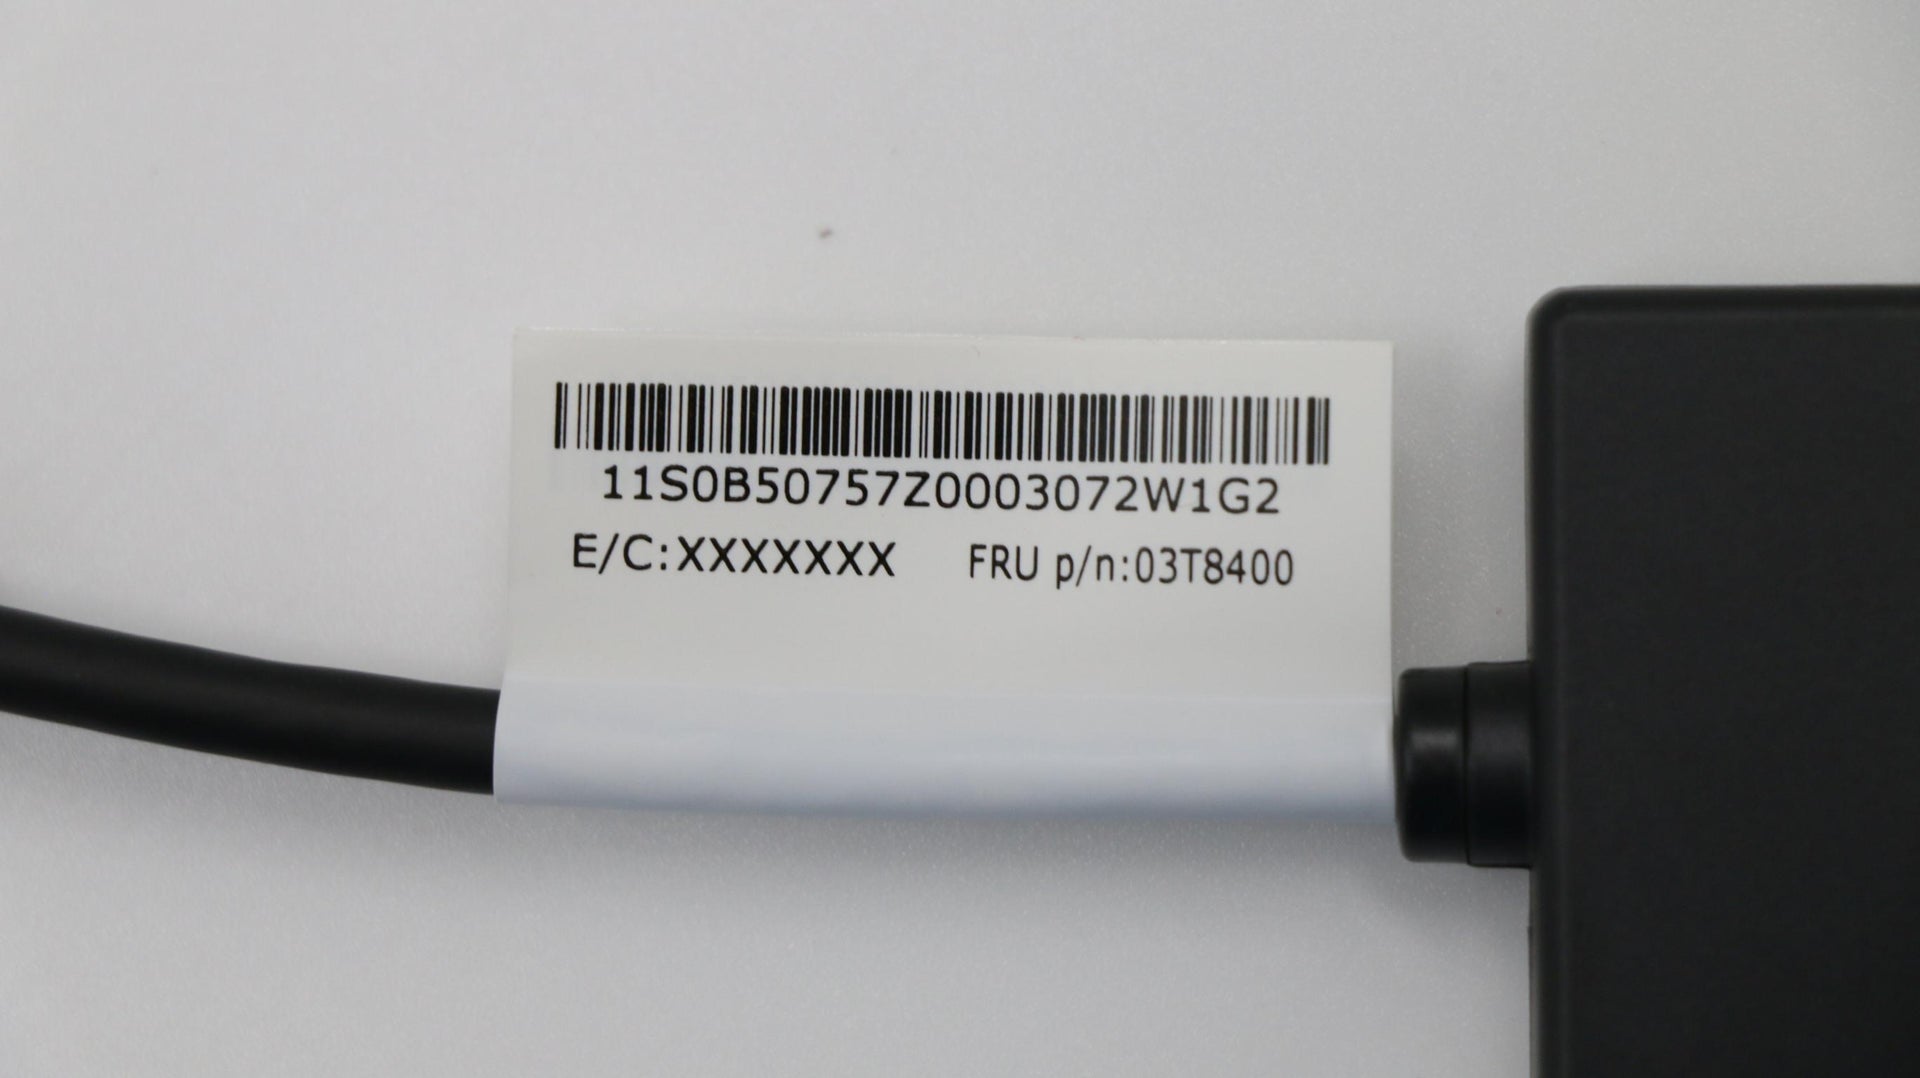 11S0B50757Z0003072W1G2
E/C:XXXXXXX FRU p/n:03T8400